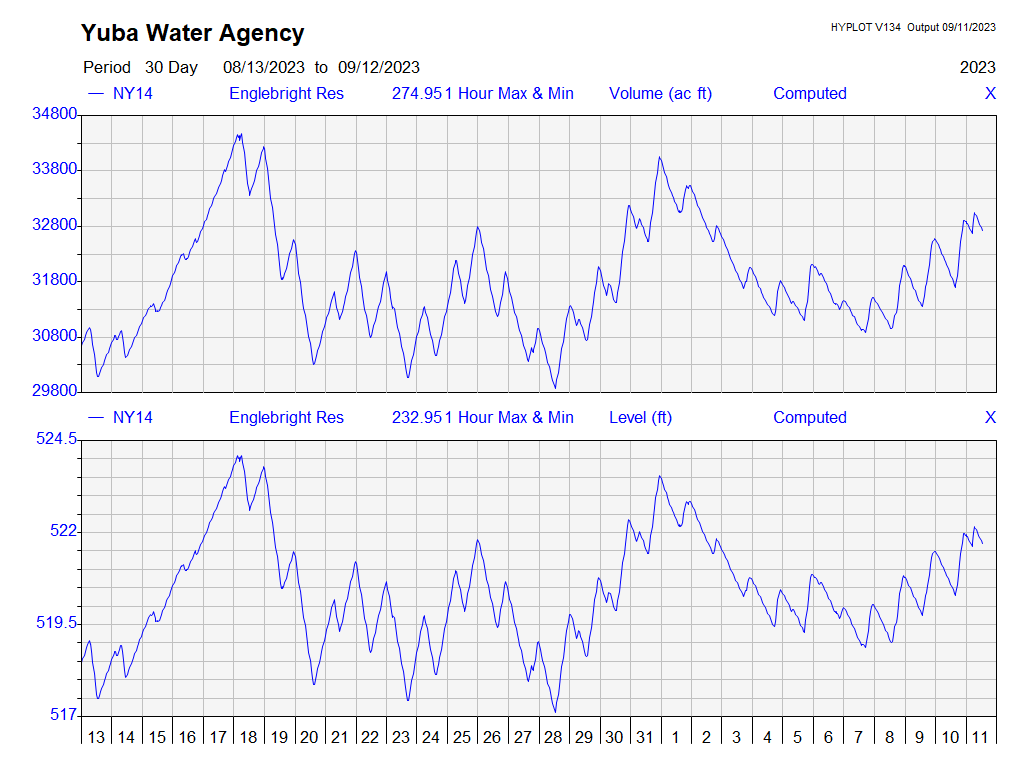 Yuba Water Agency
HYPLOT V134 Output 09/11/2023
Period 30 Day 08/13/2023 to 09/12/2023 2023
NY14 Englebright Res 274.951 Hour Max & Min Volume (ac ft) Computed X
34800
33800
32800
31800
30800
29800
NY14 Englebright Res 232.951 Hour Max & Min Level (ft) Computed X
524.5
522
519.5
517
13 14 15 16 17 18 19 20 21 22 23 24 25 26 27 28 29 30 31 1 2 3 4 5 6 7 8 9 10 11